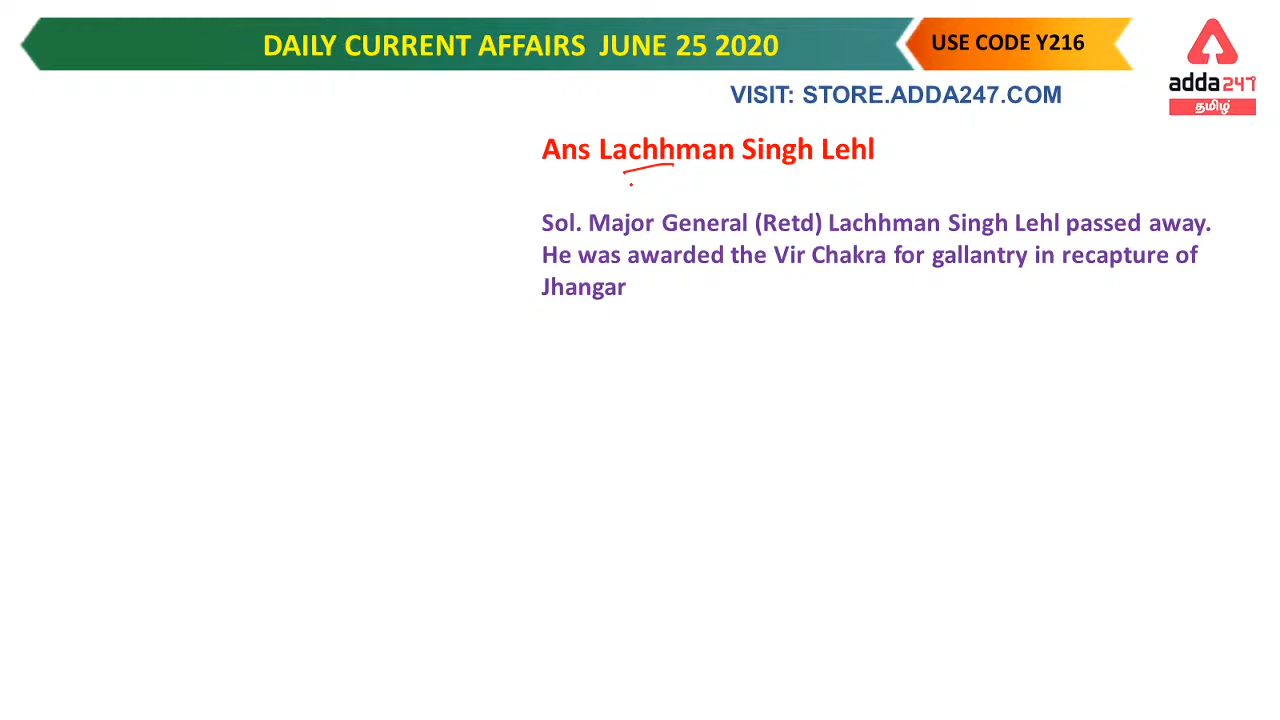 DAILY CURRENT AFFAIRS JUNE 25 2020
USE CODE Y216
adda247
தமிழ்
VISIT: STORE.ADDA247.COM
Ans Lachhman Singh Lehl
Sol. Major General (Retd) Lachhman Singh Lehl passed away.
He was awarded the Vir Chakra for gallantry in recapture of
Jhangar